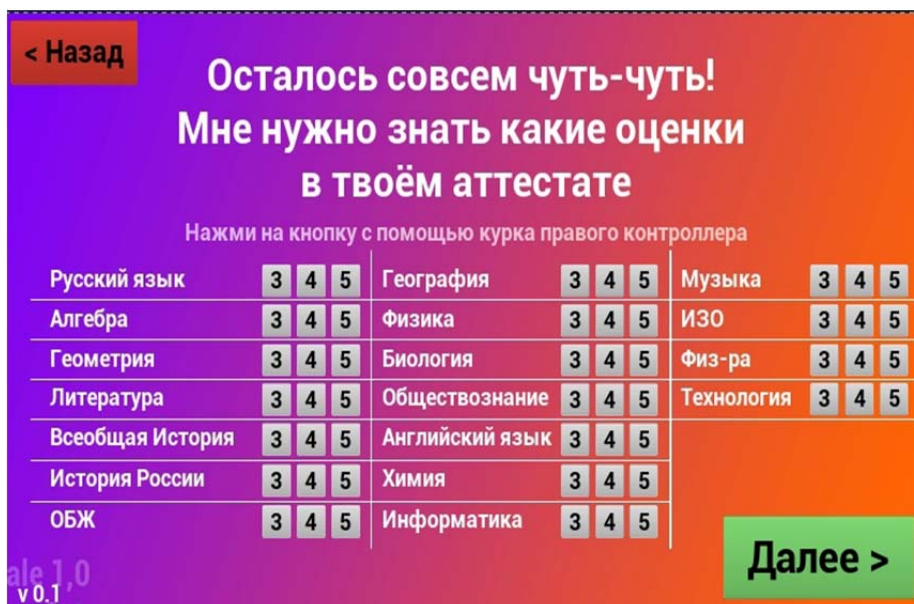 < Назад
Осталось совсем чуть-чуть!
Мне нужно знать какие оценки
в твоём аттестате
Нажми на кнопку с помощью курка правого контроллера
Русский язык 3 4 5
Алгебра 3 4 5
Геометрия 3 4 5
Литература 3 4 5
Всеобщая История 3 4 5
История России 3 4 5
ОБЖ 3 4 5
География 3 4 5
Физика 3 4 5
Биология 3 4 5
Обществознание 3 4 5
Английский язык 3 4 5
Химия 3 4 5
Информатика 3 4 5
Музыка 3 4 5
ИЗО 3 4 5
Физ-ра 3 4 5
Технология 3 4 5
Далее >
ale 1,0
v 0.1